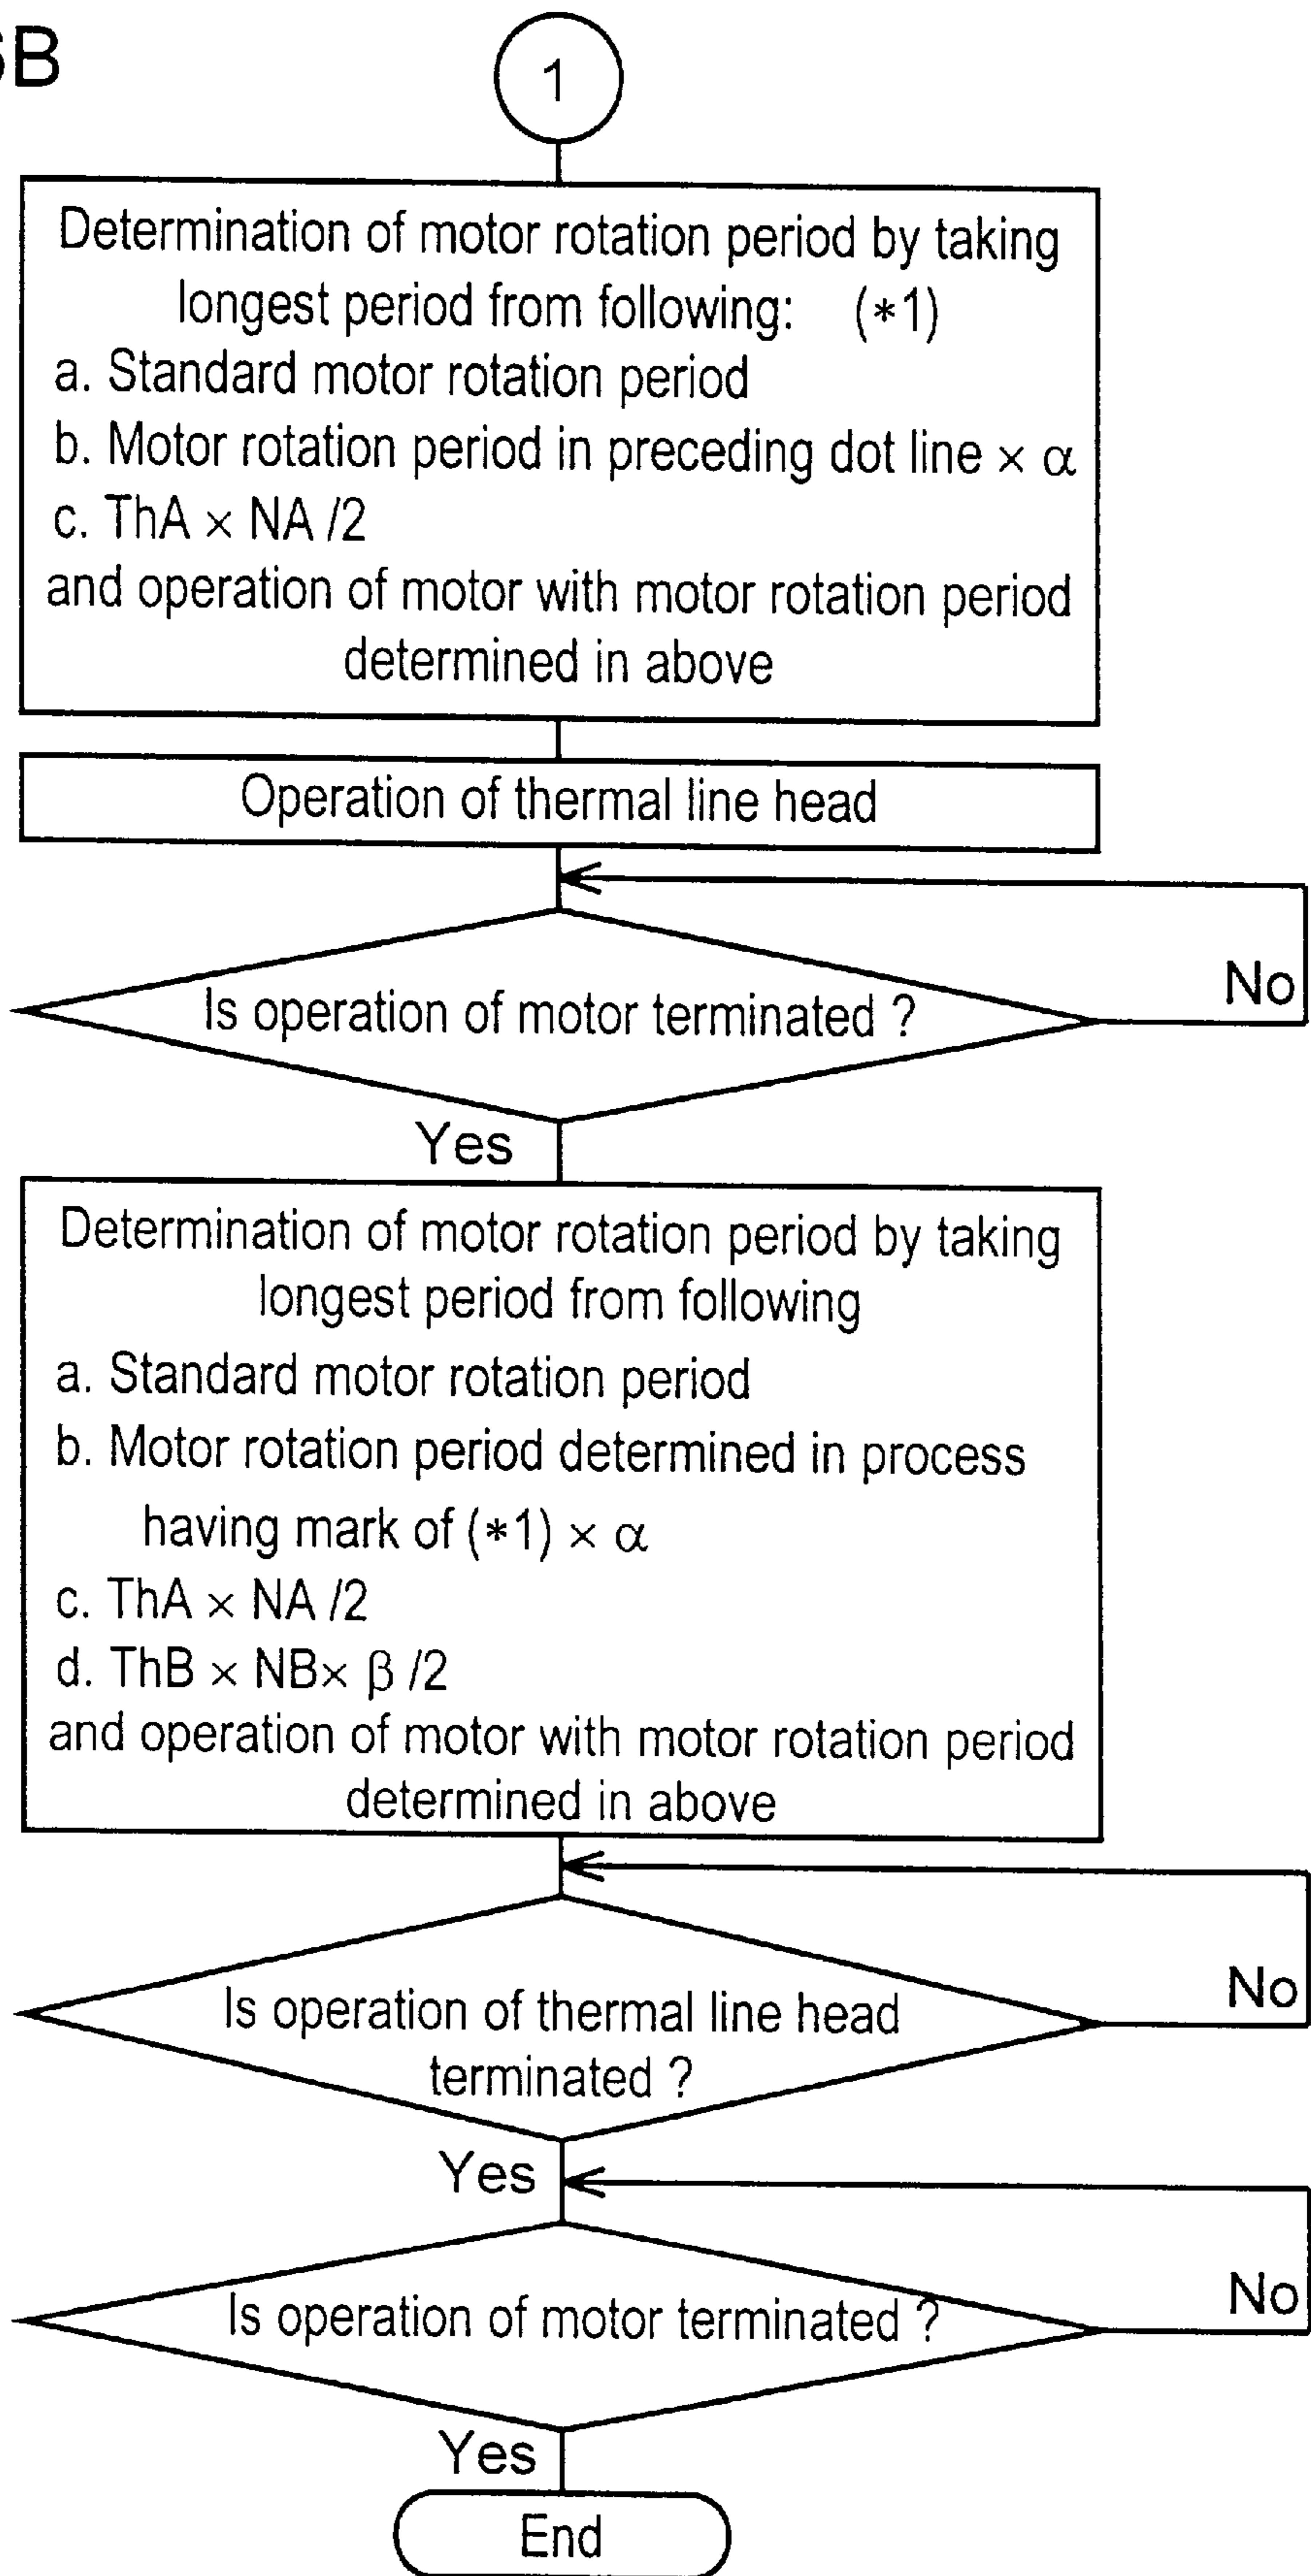 6B
1
Determination of motor rotation period by taking
longest period from following: (*1)
a. Standard motor rotation period
b. Motor rotation period in preceding dot line × α
c. ThA × NA /2
and operation of motor with motor rotation period
determined in above
Operation of thermal line head
No
Is operation of motor terminated ?
Yes
Determination of motor rotation period by taking
longest period from following
a. Standard motor rotation period
b. Motor rotation period determined in process
having mark of (*1) × α
c. ThA × NA /2
d. ThB × NB× β /2
and operation of motor with motor rotation period
determined in above
No
Is operation of thermal line head
terminated ?
Yes
No
Is operation of motor terminated ?
Yes
End